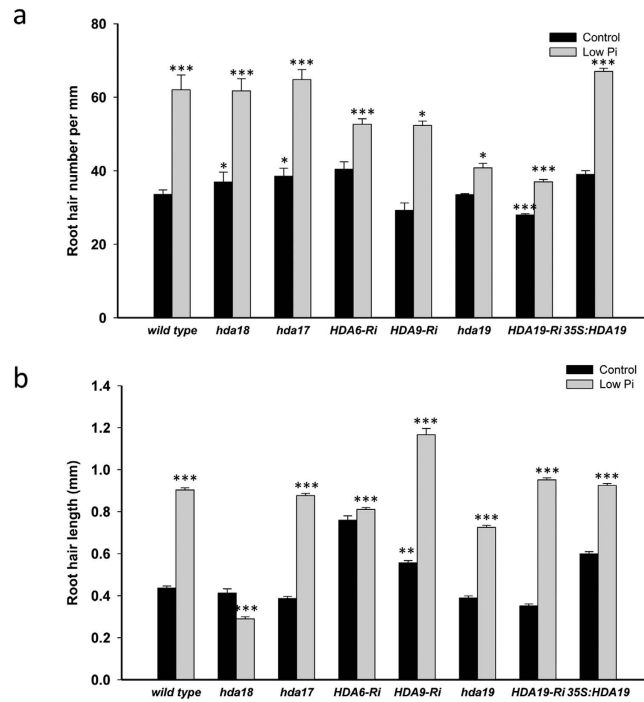 a
80
Control
Low Pi
60
40
20
0
Root hair number per mm
*** *** *** *** * * *** ***
* * ***
wild type hda18 hda17 HDA6-Ri HDA9-Ri hda19 HDA19-Ri 35S:HDA19
b
1.4
Control
Low Pi
1.2
1.0
0.8
0.6
0.4
0.2
0.0
Root hair length (mm)
*** *** *** *** *** *** *** ***
**
wild type hda18 hda17 HDA6-Ri HDA9-Ri hda19 HDA19-Ri 35S:HDA19